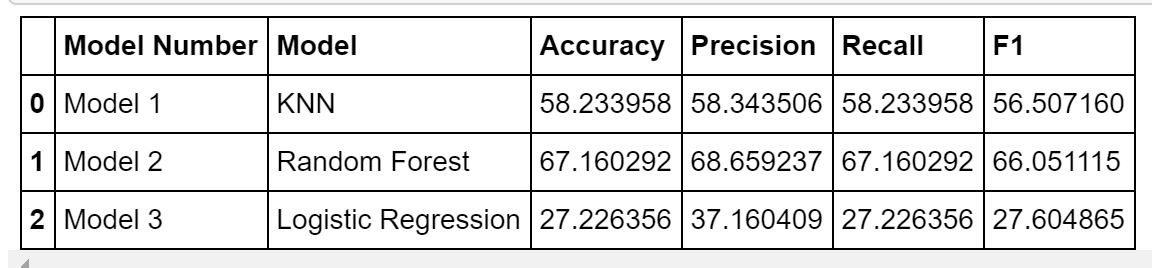 Model Number Model Accuracy Precision Recall F1
0 Model 1 KNN 58.233958 58.343506 58.233958 56.507160
1 Model 2 Random Forest 67.160292 68.659237 67.160292 66.051115
2 Model 3 Logistic Regression 27.226356 37.160409 27.226356 27.604865